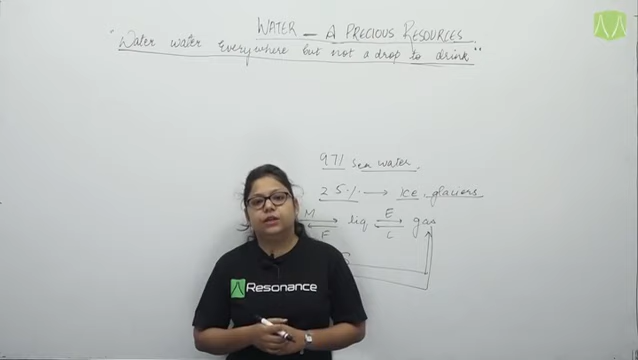 WATER – A PRECIOUS RESOURCES
"Water water everywhere but not a drop to drink"
97% Sea water.
2.5% → Ice glaciers
M liq E gas
F L
Resonance